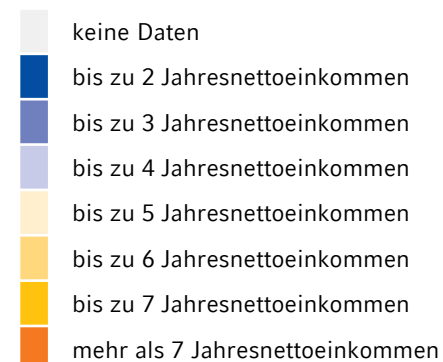 keine Daten
bis zu 2 Jahresnettoeinkommen
bis zu 3 Jahresnettoeinkommen
bis zu 4 Jahresnettoeinkommen
bis zu 5 Jahresnettoeinkommen
bis zu 6 Jahresnettoeinkommen
bis zu 7 Jahresnettoeinkommen
mehr als 7 Jahresnettoeinkommen